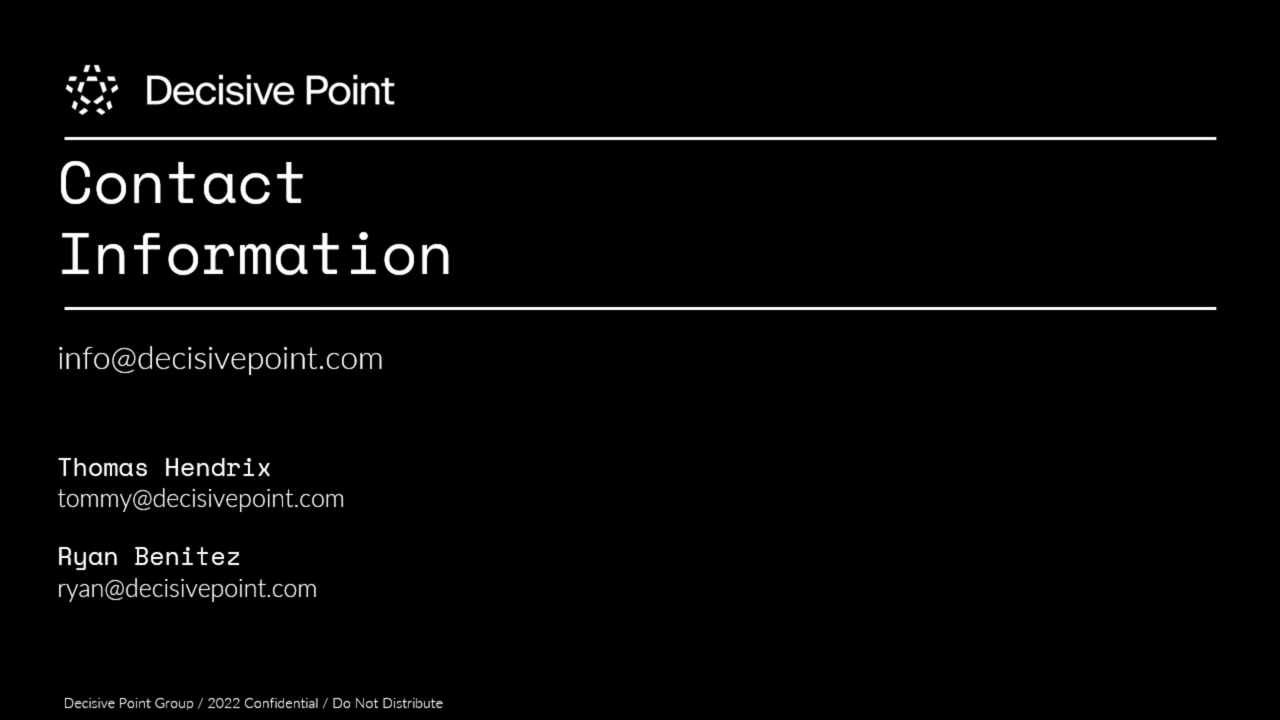 Decisive Point
Contact
Information
info@decisivepoint.com
Thomas Hendrix
tommy@decisivepoint.com
Ryan Benitez
ryan@decisivepoint.com
Decisive Point Group / 2022 Confidential / Do Not Distribute